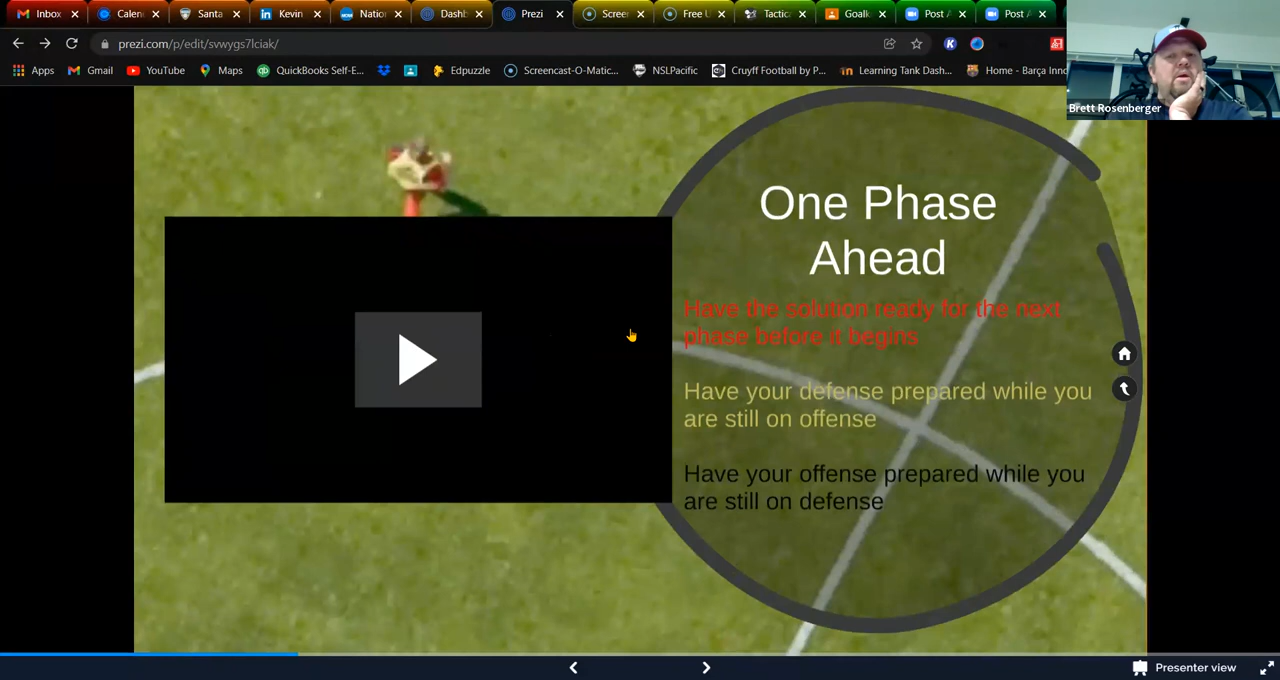 Inbox
Calen
Santa
Kevin
Natio
Dashb
Prezi
Scree
Free U
Tactic
Goalk
Post A
Post A
prezi.com/p/edit/svwygs7lciak/
Apps
Gmail
YouTube
Maps
QuickBooks Self-E...
Edpuzzle
Screencast-O-Matic...
NSLPacific
Cruyff Football by P...
Learning Tank Dash...
Home - Barça Inno
Brett Rosenberger
One Phase
Ahead
Have the solution ready for the next
phase before it begins
Have your defense prepared while you
are still on offense
Have your offense prepared while you
are still on defense
Presenter view